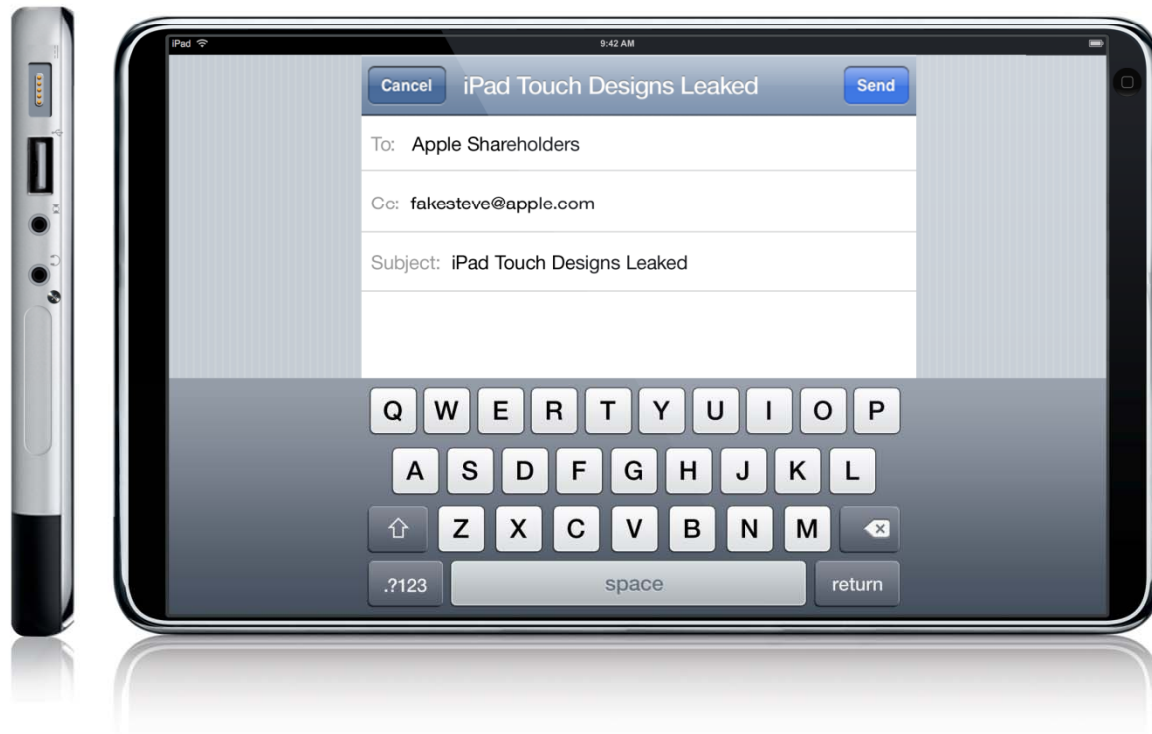 iPad 9:42 AM
Cancel iPad Touch Designs Leaked Send
To: Apple Shareholders
Cc: fakesteve@apple.com
Subject: iPad Touch Designs Leaked
Q W E R T Y U I O P
A S D F G H J K L
Z X C V B N M
.?123 space return